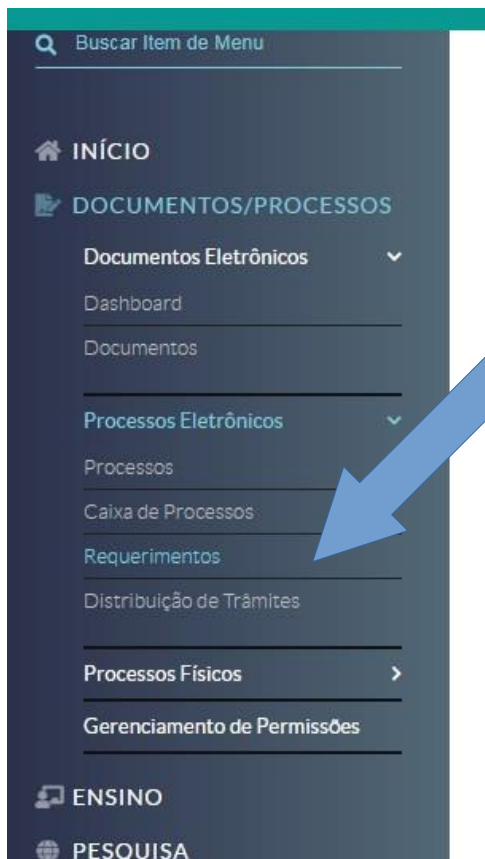 Buscar Item de Menu
INÍCIO
DOCUMENTOS/PROCESSOS
Documentos Eletrônicos
Dashboard
Documentos
Processos Eletrônicos
Processos
Caixa de Processos
Requerimentos
Distribuição de Trâmites
Processos Físicos
Gerenciamento de Permissões
ENSINO
PESQUISA